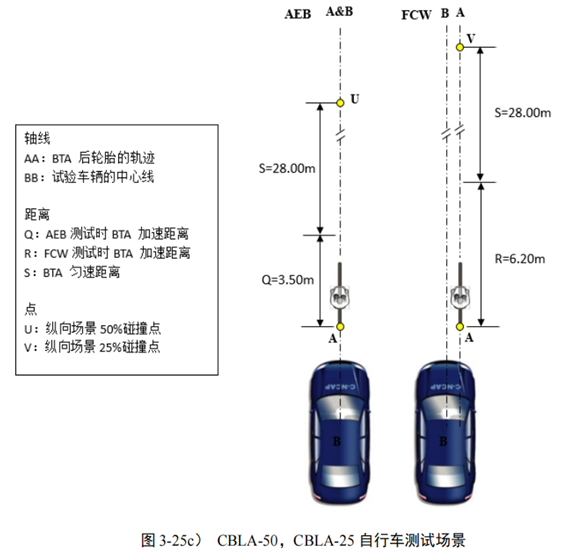 轴线
AA：BTA 后轮胎的轨迹
BB：试验车辆的中心线
距离
Q：AEB 测试时 BTA 加速距离
R：FCW 测试时 BTA 加速距离
S：BTA 匀速距离
点
U：纵向场景 50%碰撞点
V：纵向场景 25%碰撞点
AEB A&B
U
S=28.00m
Q=3.50m
A
C-NCAP
B
FCW B A
V
S=28.00m
R=6.20m
A
C-NCAP
B
图 3-25c） CBLA-50，CBLA-25 自行车测试场景